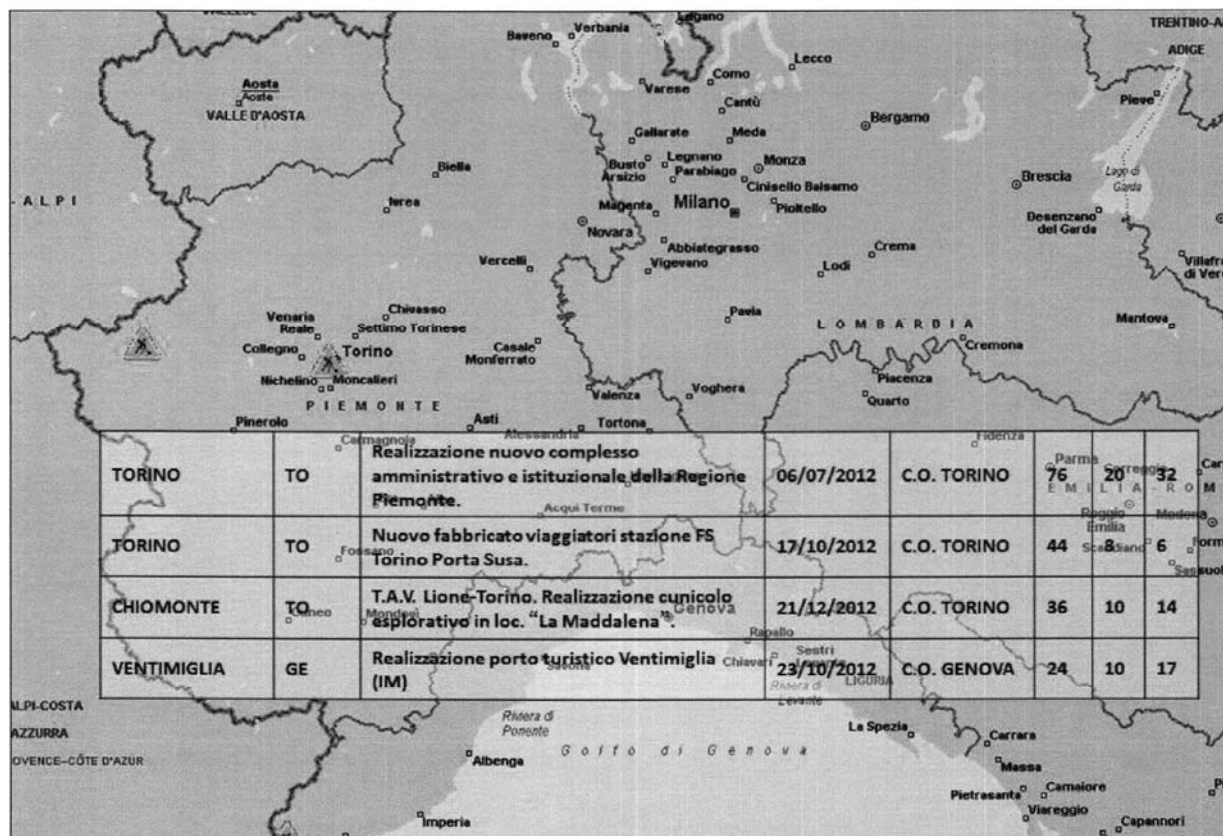 VALLESE
Baveno
Verbania
Lugano
TRENTINO-A
ADIGE
Lecco
Como
Varese
Aosta
Aoste
VALLE D'AOSTA
Cantù
Pieve
Bergamo
Gallarate
Meda
Biella
Busto
Arsizio
Legnano
Parabiago
Monza
Cinisello Balsamo
Brescia
Lago di
Garda
-ALPI
Ivrea
Magenta
Milano
Pioltello
Desenzano
del Garda
Novara
Abbiategrasso
Crema
Vercelli
Vigevano
Lodi
Villafr
di Vero
Chivasso
Venaria
Reale
Settimo Torinese
Pavia
LOMBARDIA
Mantova
Collegno
Torino
Casale
Monferrato
Cremona
Nichelino
Moncalieri
Piacenza
Valenza
Voghera
Quarto
PIEMONTE
Pinerolo
Asti
Alessandria
Tortona
Carmagnola
Fidenza
TORINO TO Realizzazione nuovo complesso
amministrativo e istituzionale della Regione
Piemonte. 06/07/2012 C.O. TORINO 76 20 32
Parma
Correggio
Car
EMILIA-ROM
Acqui Terme
Reggio
Emilia
Modena
TORINO TO Nuovo fabbricato viaggiatori stazione FS
Torino Porta Susa. 17/10/2012 C.O. TORINO 44 8 6
Fossano
Scandiano
Form
Sassuol
CHIOMONTE TO T.A.V. Lione-Torino. Realizzazione cunicolo
esplorativo in loc. "La Maddalena". 21/12/2012 C.O. TORINO 36 10 14
Cuneo
Mondovì
Genova
Rapallo
VENTIMIGLIA GE Realizzazione porto turistico Ventimiglia
(IM) 23/10/2012 C.O. GENOVA 24 10 17
Savona
Chiavari
Sestri
Levante
Riviera di
Levante
LIGURIA
ALPI-COSTA
AZZURRA
OVENCE-CÔTE D'AZUR
Riviera di
Ponente
Golfo di Genova
La Spezia
Carrara
Albenga
Massa
Pietrasanta
Camaiore
Viareggio
Imperia
Capannori